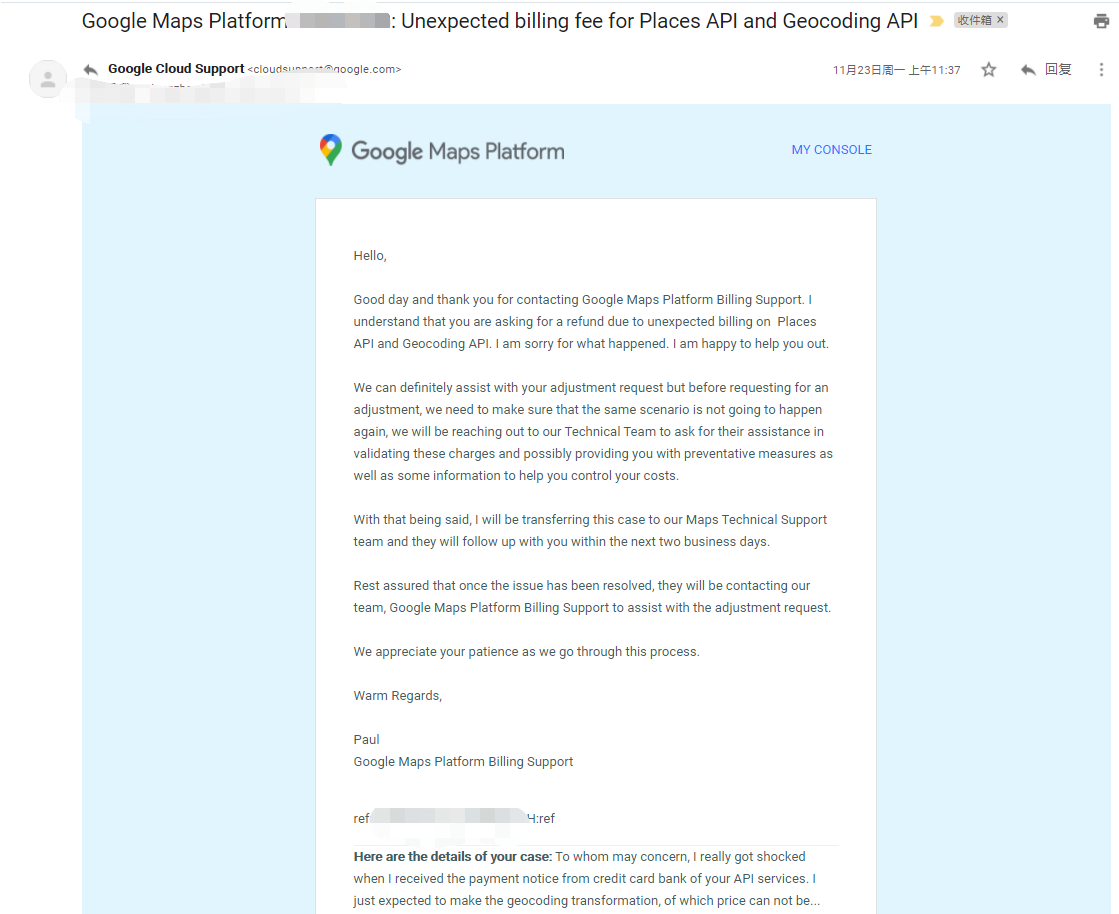 Google Maps Platform : Unexpected billing fee for Places API and Geocoding API 收件箱 ×
Google Cloud Support <cloudsupport@google.com> 11月23日周一 上午11:37 回复
Google Maps Platform MY CONSOLE
Hello,
Good day and thank you for contacting Google Maps Platform Billing Support. I
understand that you are asking for a refund due to unexpected billing on Places
API and Geocoding API. I am sorry for what happened. I am happy to help you out.
We can definitely assist with your adjustment request but before requesting for an
adjustment, we need to make sure that the same scenario is not going to happen
again, we will be reaching out to our Technical Team to ask for their assistance in
validating these charges and possibly providing you with preventative measures as
well as some information to help you control your costs.
With that being said, I will be transferring this case to our Maps Technical Support
team and they will follow up with you within the next two business days.
Rest assured that once the issue has been resolved, they will be contacting our
team, Google Maps Platform Billing Support to assist with the adjustment request.
We appreciate your patience as we go through this process.
Warm Regards,
Paul
Google Maps Platform Billing Support
ref H:ref
Here are the details of your case: To whom may concern, I really got shocked
when I received the payment notice from credit card bank of your API services. I
just expected to make the geocoding transformation, of which price can not be...